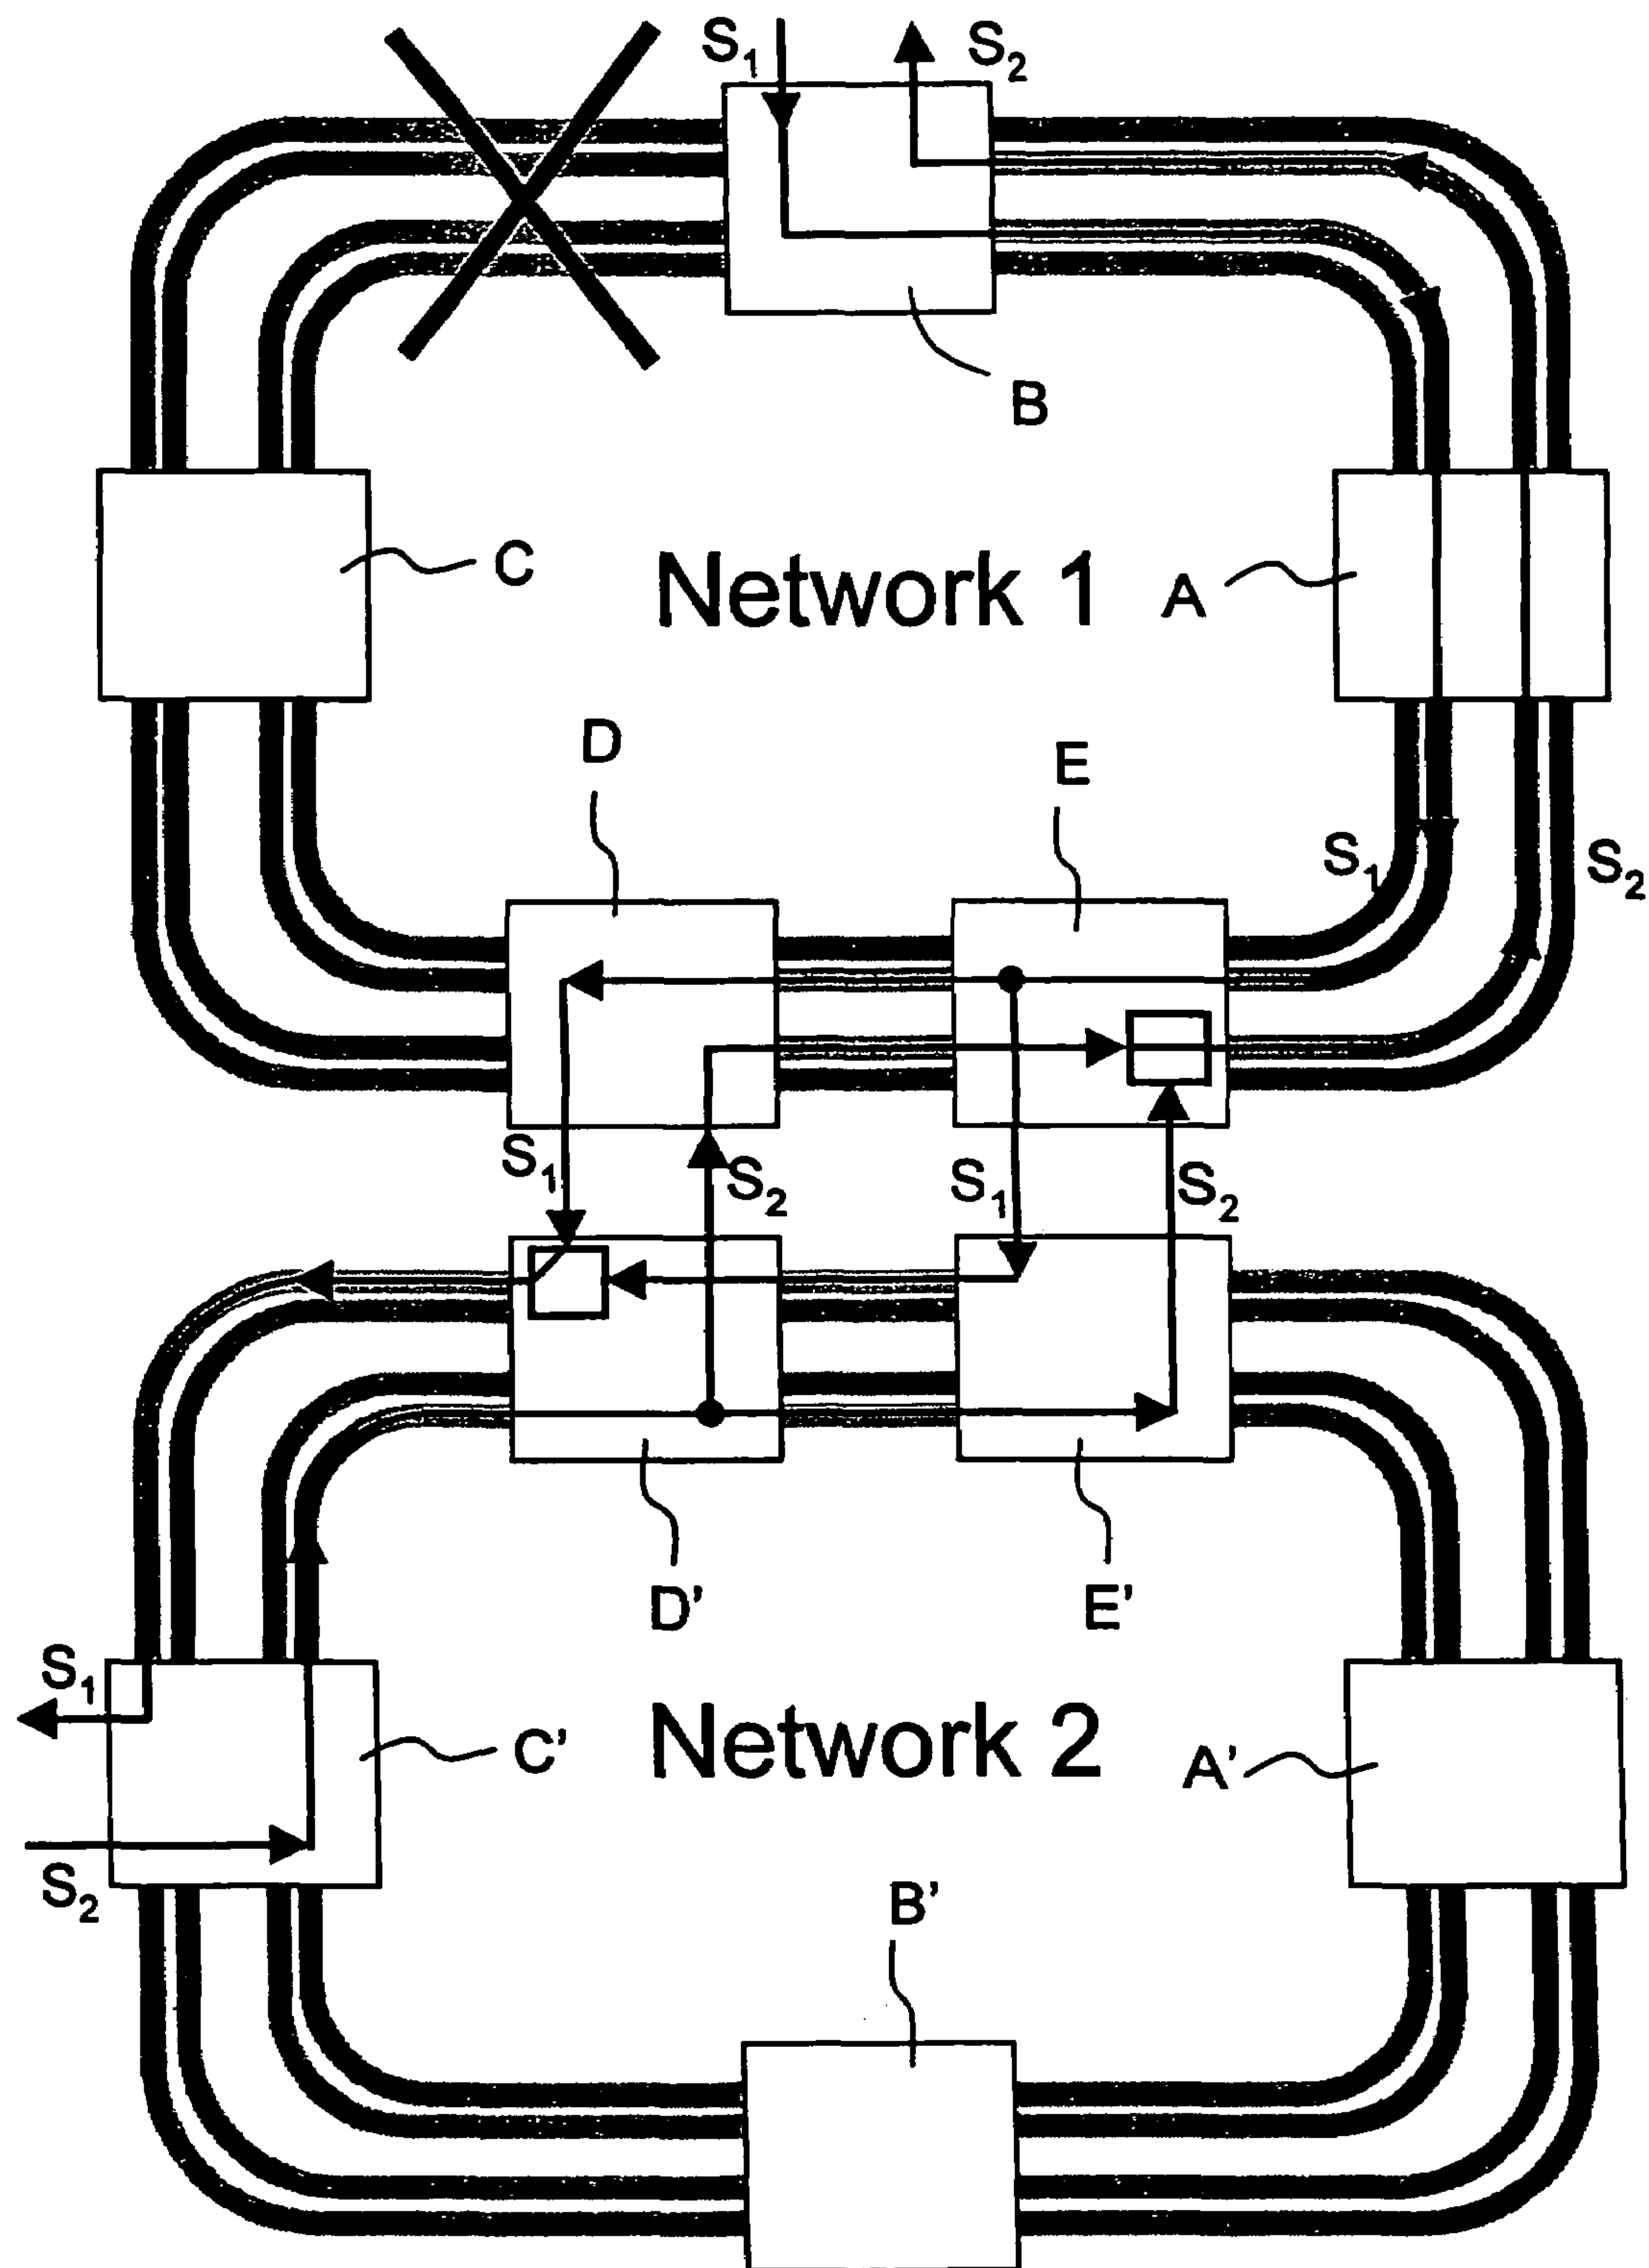 S1 S2
B
C Network 1 A
D E
S1 S2
S1 S2 S1 S2
D' E'
S1
C' Network 2 A'
S2
B'